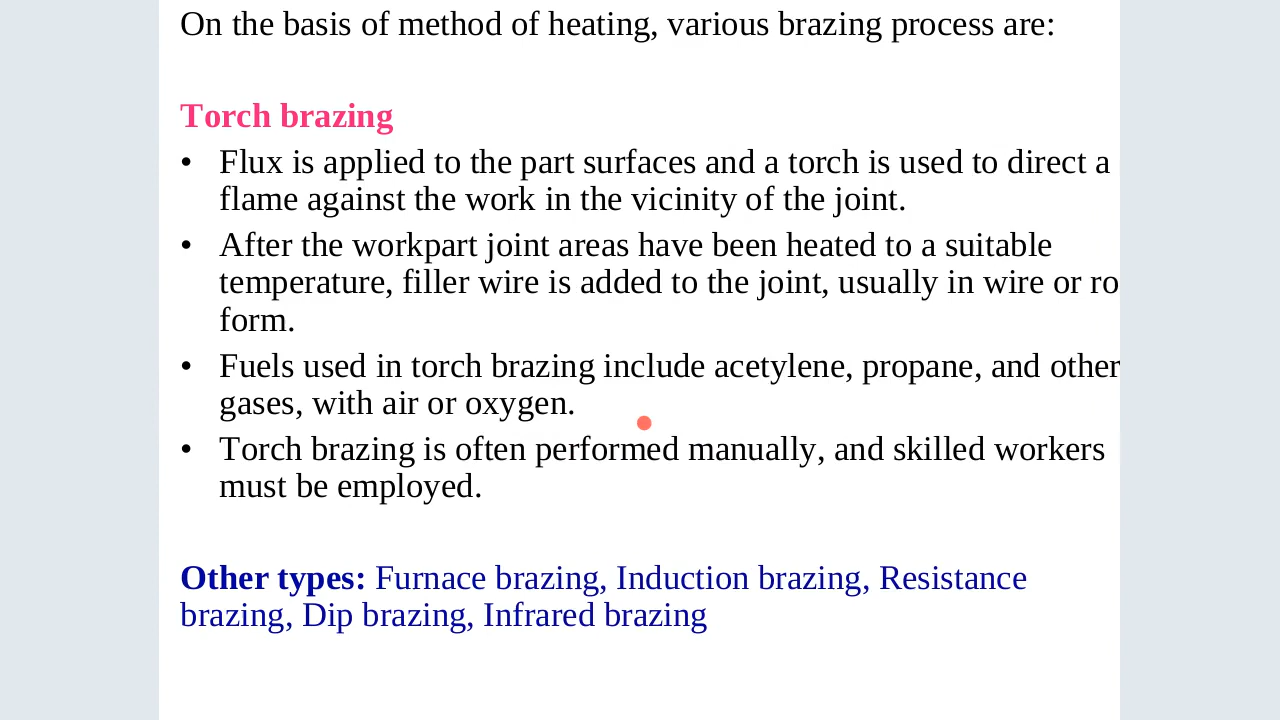 On the basis of method of heating, various brazing process are:
Torch brazing
• Flux is applied to the part surfaces and a torch is used to direct a
flame against the work in the vicinity of the joint.
• After the workpart joint areas have been heated to a suitable
temperature, filler wire is added to the joint, usually in wire or ro
form.
• Fuels used in torch brazing include acetylene, propane, and other
gases, with air or oxygen.
• Torch brazing is often performed manually, and skilled workers
must be employed.
Other types: Furnace brazing, Induction brazing, Resistance
brazing, Dip brazing, Infrared brazing